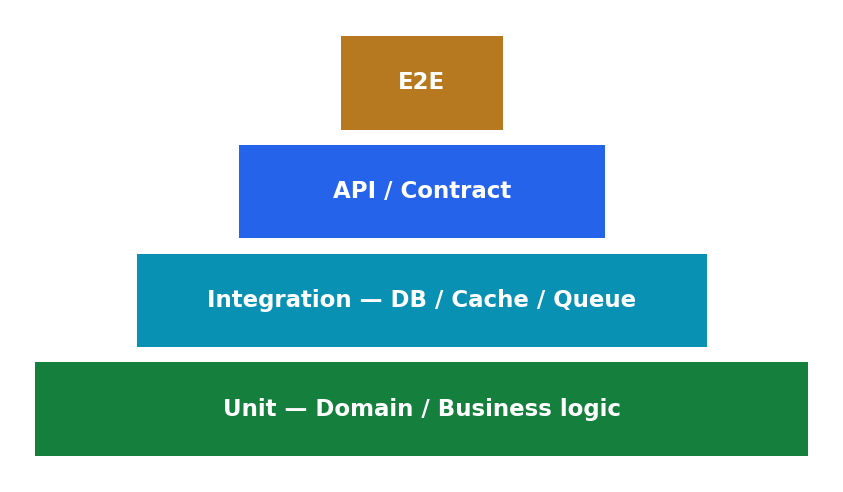 E2E
API / Contract
Integration — DB / Cache / Queue
Unit — Domain / Business logic